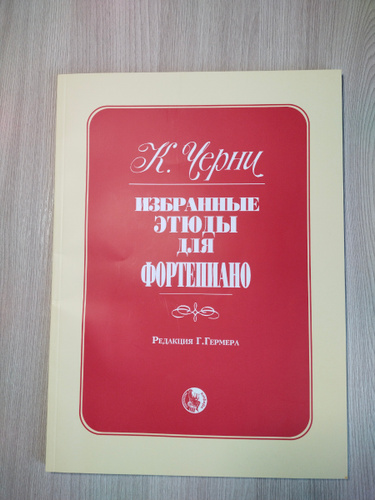 К. Черни
ИЗБРАННЫЕ
ЭТЮДЫ
ДЛЯ
ФОРТЕПИАНО
РЕДАКЦИЯ Г.ГЕРМЕРА